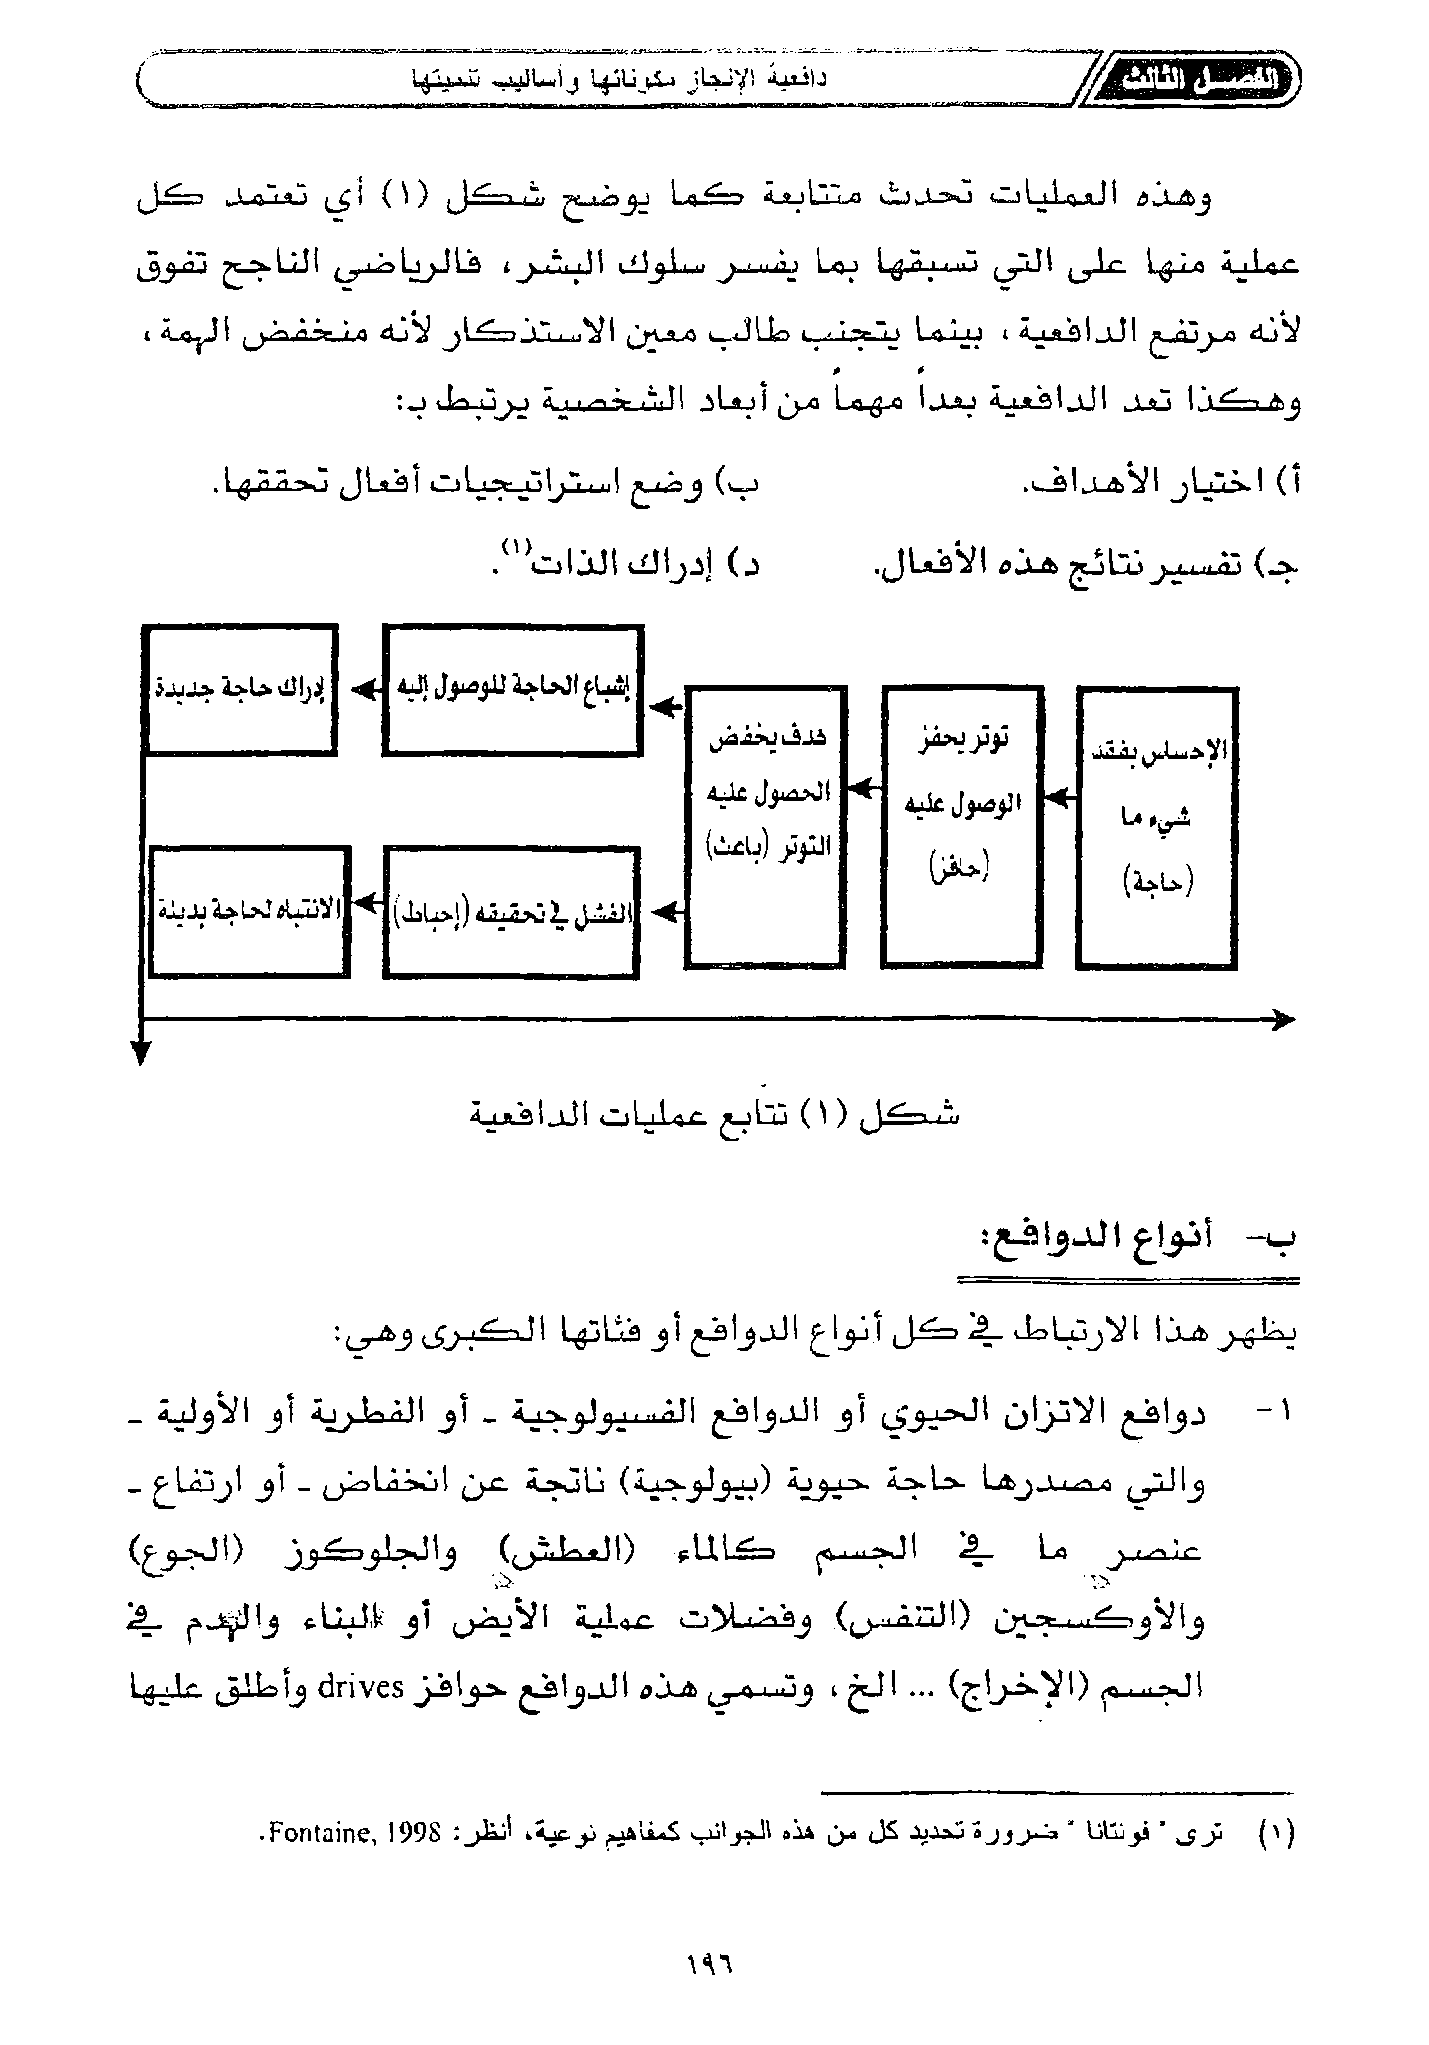 الفصل الثالث
دافعية الإنجاز مكوناتها وأساليب تنميتها
وهذه العمليات تحدث متتابعة كما يوضح شكل (١) أي تعتمد كل
عملية منها على التي تسبقها بما يفسر سلوك البشر، فالرياضي الناجح تفوق
لأنه مرتفع الدافعية، بينما يتجنب طالب معين الاستذكار لأنه منخفض الهمة،
وهكذا تعد الدافعية بعداً مهماً من أبعاد الشخصية يرتبط بـ:
أ) اختيار الأهداف. ب) وضع استراتيجيات أفعال تحققها.
جـ) تفسير نتائج هذه الأفعال. د) إدراك الذات(١).
الإحساس بفقد
شيء ما
(حاجة)
توتر يحفز
الوصول عليه
(حافز)
هدف يخفض
الحصول عليه
التوتر (باعث)
إشباع الحاجة للوصول إليه
إدراك حاجة جديدة
الفشل في تحقيقه (إحباط)
الانتباه لحاجة بديلة
شكل (١) تتابع عمليات الدافعية
ب- أنواع الدوافع:
يظهر هذا الارتباط في كل أنواع الدوافع أو فئاتها الكبرى وهي:
١- دوافع الاتزان الحيوي أو الدوافع الفسيولوجية ـ أو الفطرية أو الأولية ـ
والتي مصدرها حاجة حيوية (بيولوجية) ناتجة عن انخفاض ـ أو ارتفاع ـ
عنصر ما في الجسم كالماء (العطش) والجلوكوز (الجوع)
والأوكسجين (التنفس) وفضلات عملية الأيض أو البناء والهدم في
الجسم (الإخراج) ... الخ، وتسمي هذه الدوافع حوافز drives وأطلق عليها
(١) ترى "فونتانا" ضرورة تحديد كل من هذه الجوانب كمفاهيم نوعية، أنظر: Fontaine, 1998.
١٩٦